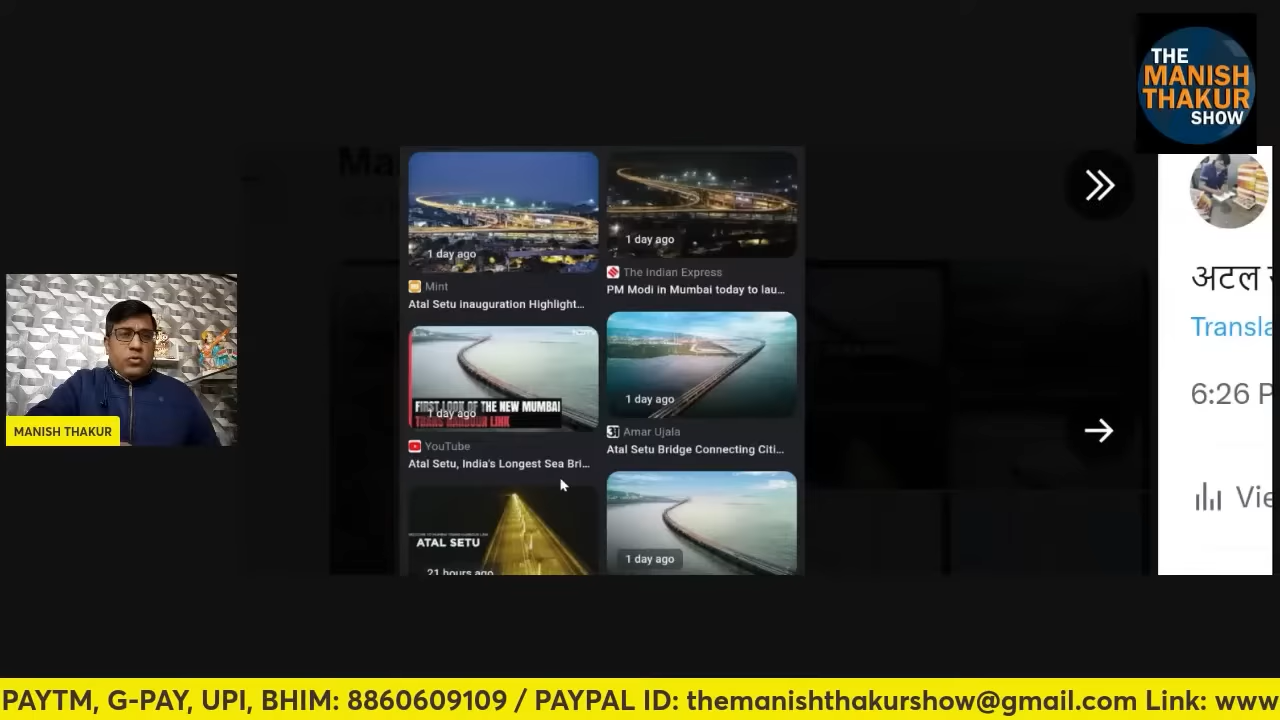 THE
MANISH
THAKUR
SHOW
1 day ago
Mint
Atal Setu inauguration Highlight...
1 day ago
The Indian Express
PM Modi in Mumbai today to lau...
FIRST LOOK OF THE NEW MUMBAI
TRANS HARBOUR LINK
1 day ago
YouTube
Atal Setu, India's Longest Sea Bri...
1 day ago
Amar Ujala
Atal Setu Bridge Connecting Citi...
ATAL SETU
21 hours ago
1 day ago
MANISH THAKUR
अटल
Transla
6:26 P
Vie
PAYTM, G-PAY, UPI, BHIM: 8860609109 / PAYPAL ID: themanishthakurshow@gmail.com Link: www